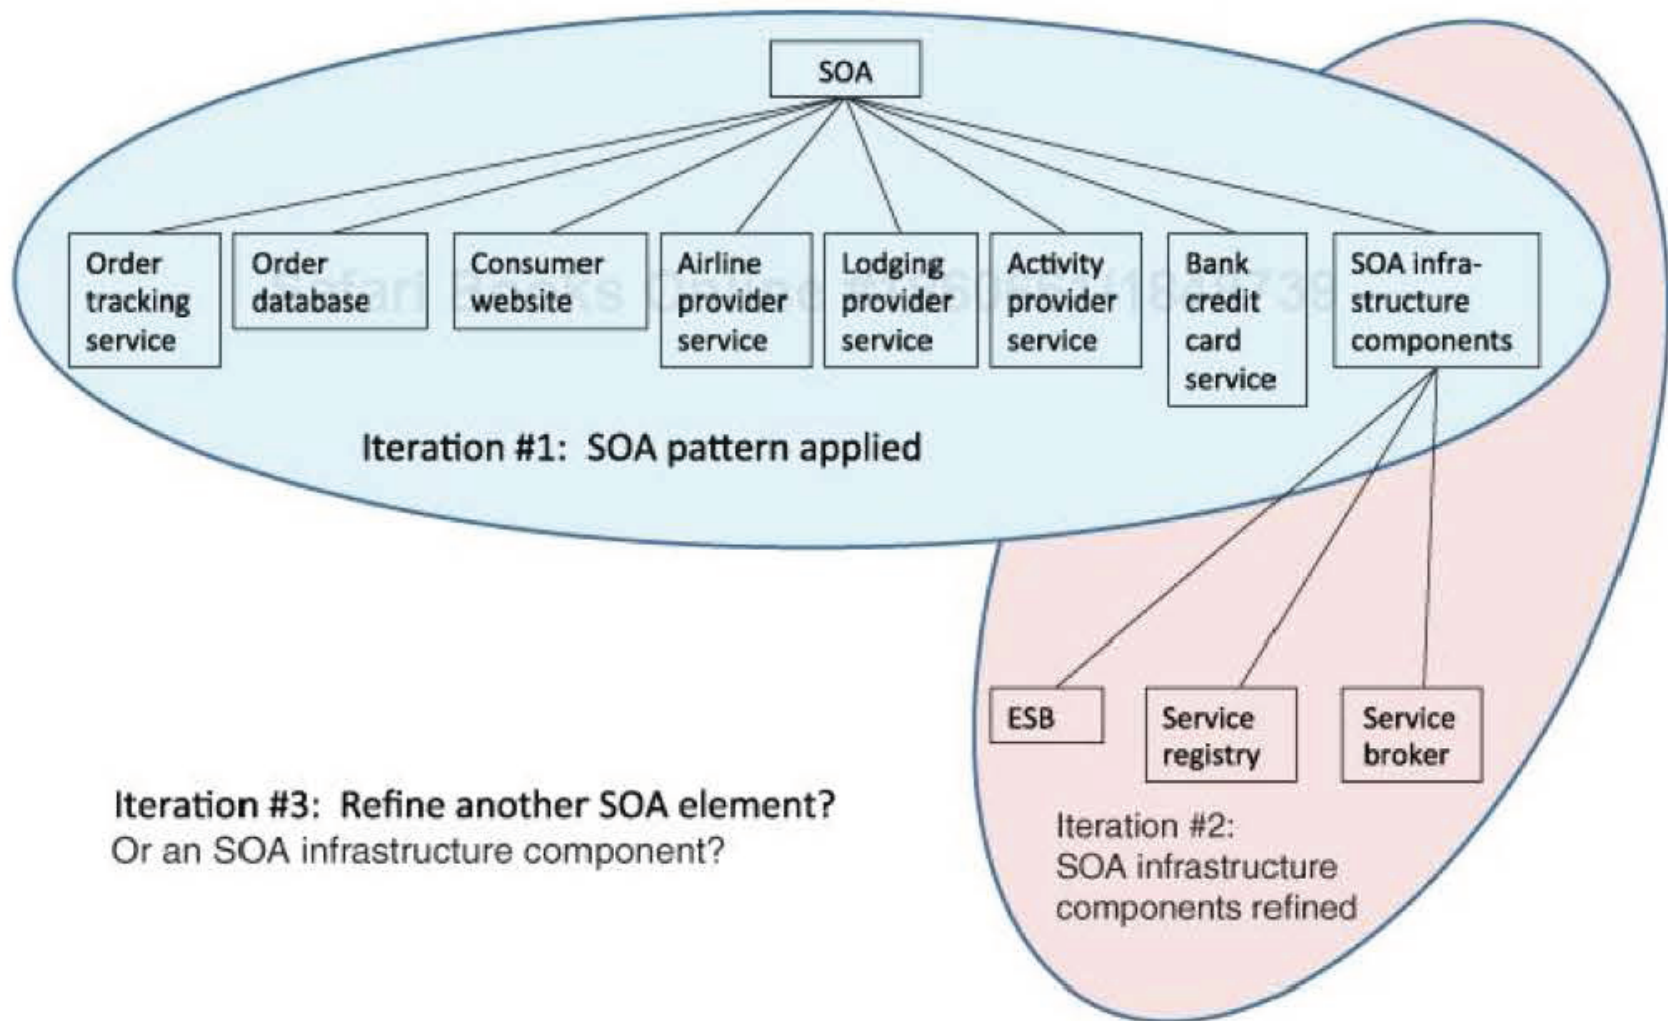 SOA
Order
tracking
service
Order
database
Consumer
website
Airline
provider
service
Lodging
provider
service
Activity
provider
service
Bank
credit
card
service
SOA infra-
structure
components
Iteration #1: SOA pattern applied
ESB
Service
registry
Service
broker
Iteration #3: Refine another SOA element?
Or an SOA infrastructure component?
Iteration #2:
SOA infrastructure
components refined